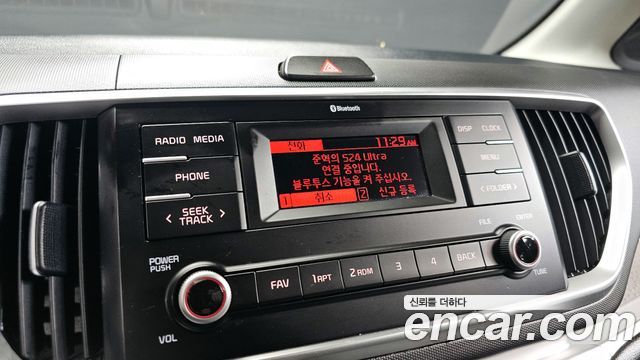 Bluetooth
RADIO MEDIA
PHONE
SEEK
TRACK
POWER
PUSH
VOL
전화 11:29 AM
준혁의 S24 Ultra
연결 중입니다.
블루투스 기능을 켜 주십시오.
1 취소 2 신규 등록
DISP CLOCK
MENU
FOLDER
FILE
ENTER
TUNE
FAV 1 RPT 2 RDM 3 4 BACK
신뢰를 더하다
encar.com